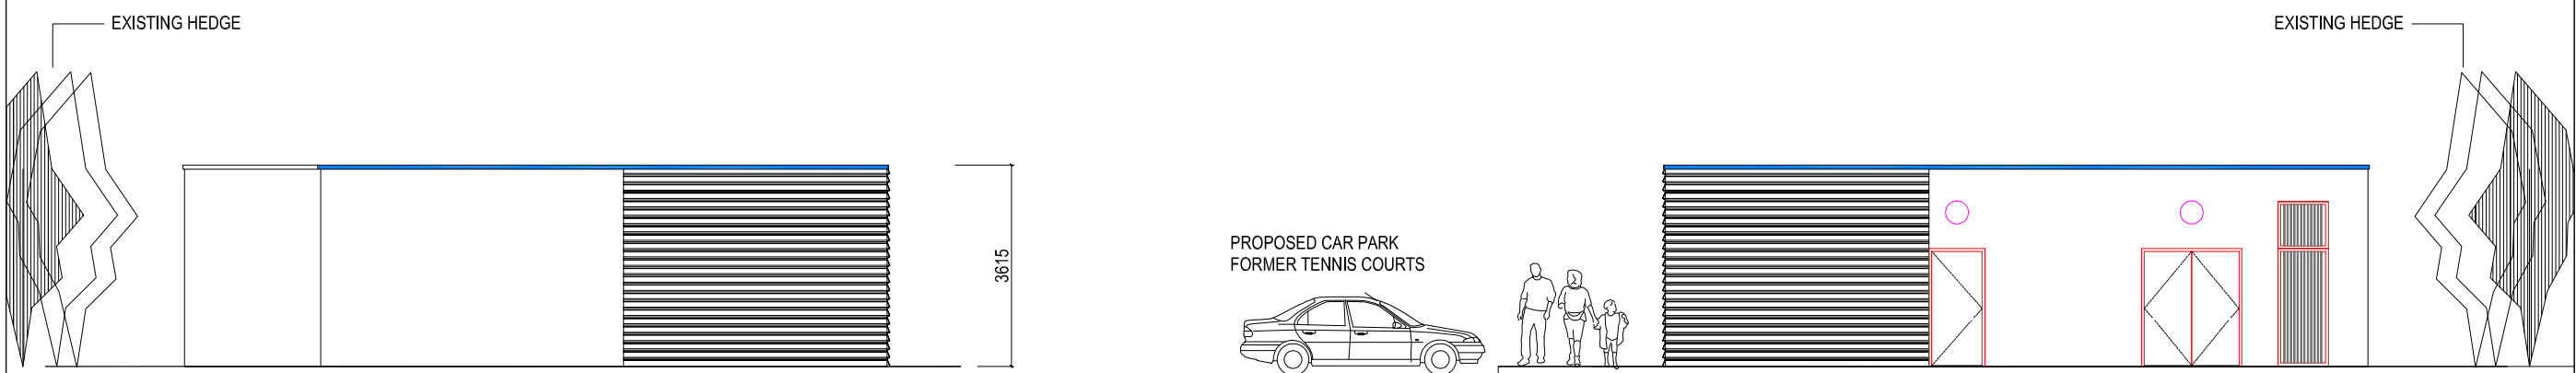 EXISTING HEDGE
3615
PROPOSED CAR PARK
FORMER TENNIS COURTS
EXISTING HEDGE